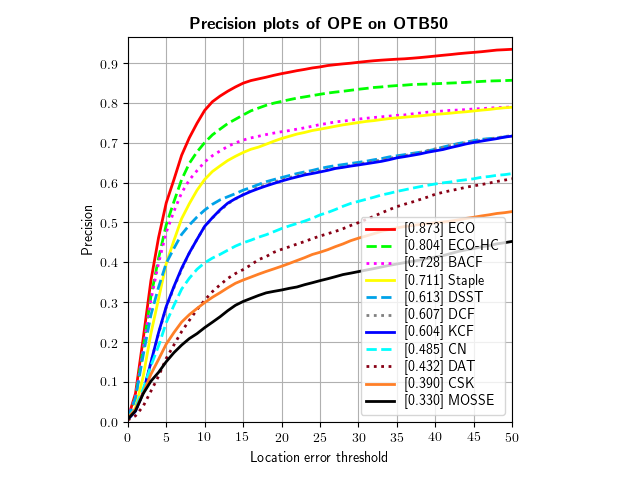 Precision plots of OPE on OTB50
Precision
0.9
0.8
0.7
0.6
0.5
0.4
0.3
0.2
0.1
0.0
[0.873] ECO
[0.804] ECO-HC
[0.728] BACF
[0.711] Staple
[0.613] DSST
[0.607] DCF
[0.604] KCF
[0.485] CN
[0.432] DAT
[0.390] CSK
[0.330] MOSSE
0 5 10 15 20 25 30 35 40 45 50
Location error threshold